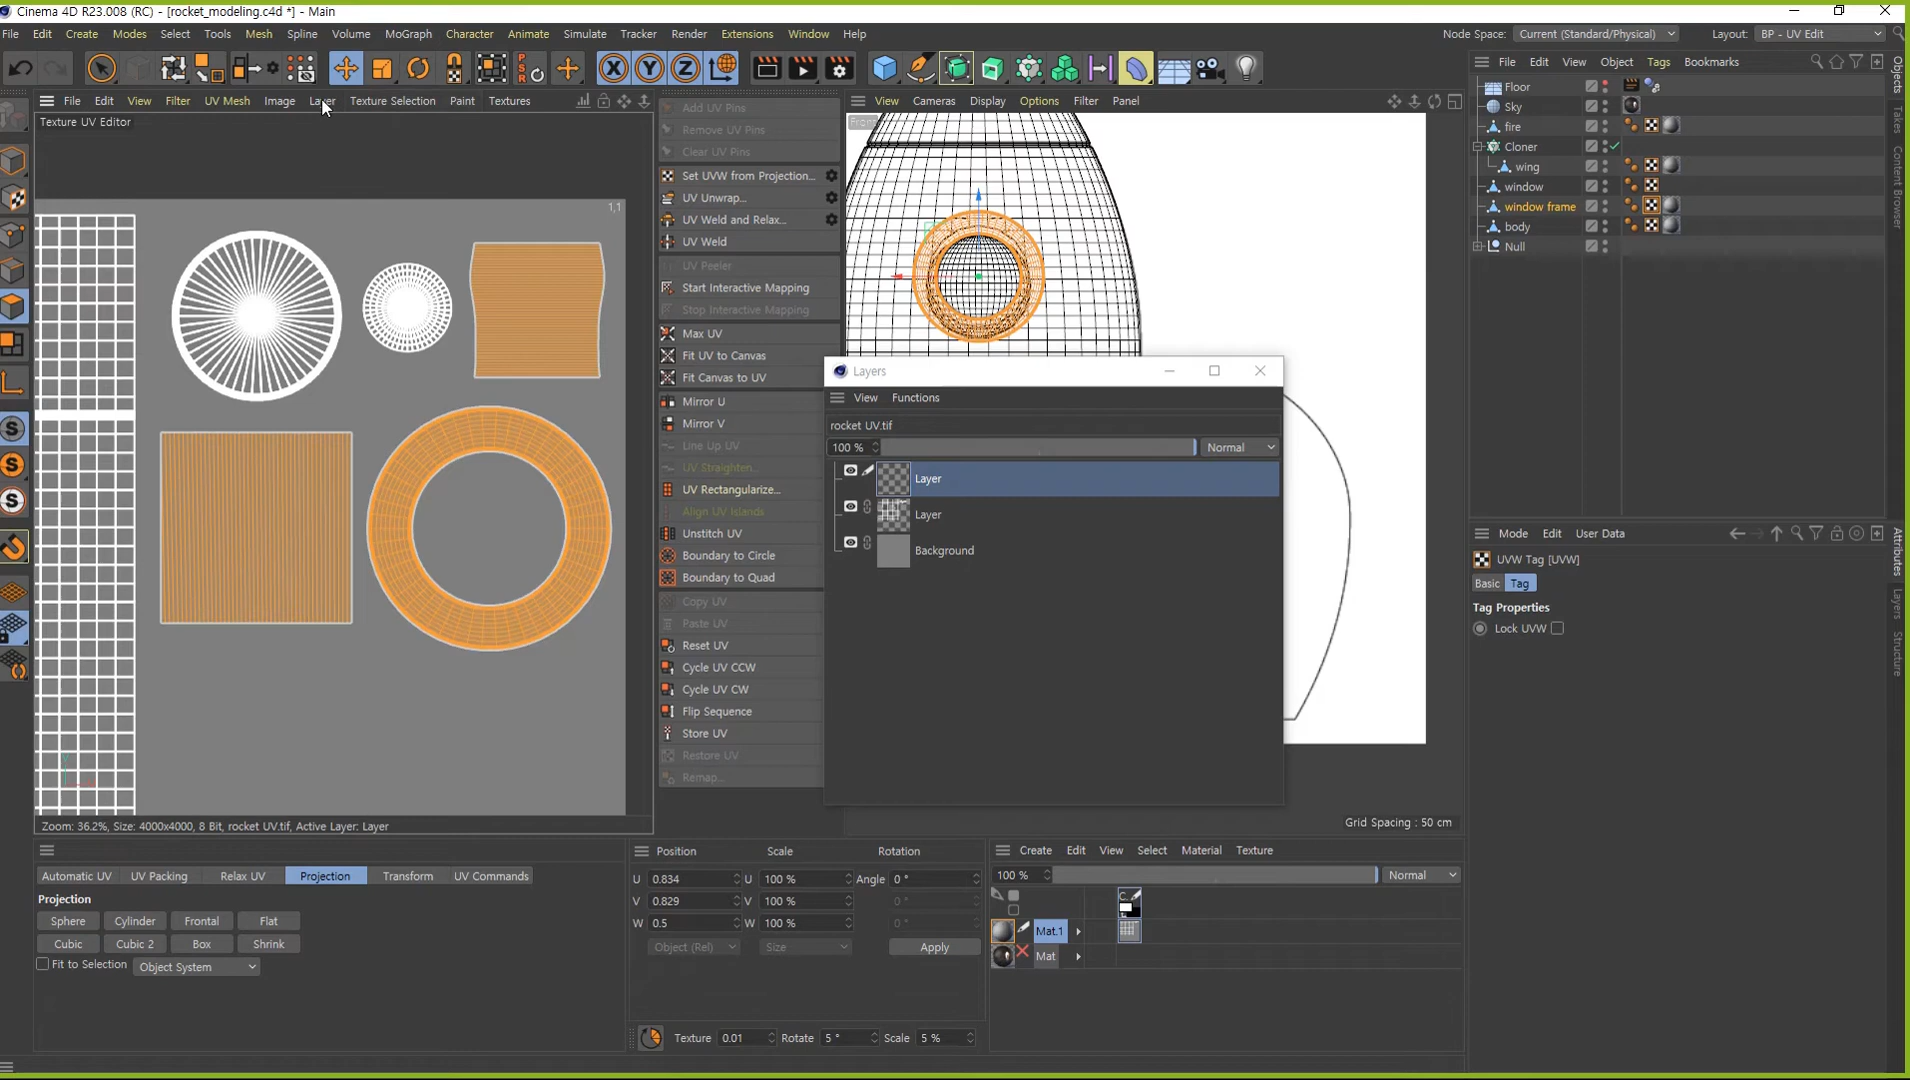 Cinema 4D R23.008 (RC) - [rocket_modeling.c4d *] - Main
File Edit Create Modes Select Tools Mesh Spline Volume MoGraph Character Animate Simulate Tracker Render Extensions Window Help Node Space: Current (Standard/Physical) Layout: BP - UV Edit
File Edit View Filter UV Mesh Image Layer Texture Selection Paint Textures
Texture UV Editor
1,1
Zoom: 36.2%, Size: 4000x4000, 8 Bit, rocket UV.tif, Active Layer: Layer
Add UV Pins
Remove UV Pins
Clear UV Pins
Set UVW from Projection...
UV Unwrap...
UV Weld and Relax...
UV Weld
UV Peeler
Start Interactive Mapping
Stop Interactive Mapping
Max UV
Fit UV to Canvas
Fit Canvas to UV
Mirror U
Mirror V
Line Up UV
UV Straighten...
UV Rectangularize...
Align UV Islands
Unstitch UV
Boundary to Circle
Boundary to Quad
Copy UV
Paste UV
Reset UV
Cycle UV CCW
Cycle UV CW
Flip Sequence
Store UV
Restore UV
Remap...
View Cameras Display Options Filter Panel
Front
Layers
View Functions
rocket UV.tif
100 % Normal
Layer
Layer
Background
Grid Spacing : 50 cm
File Edit View Object Tags Bookmarks
Floor
Sky
fire
Cloner
wing
window
window frame
body
Null
Objects
Takes
Content Browser
Mode Edit User Data
UVW Tag [UVW]
Basic Tag
Tag Properties
Lock UVW
Attributes
Layers
Structure
Automatic UV UV Packing Relax UV Projection Transform UV Commands
Projection
Sphere Cylinder Frontal Flat
Cubic Cubic 2 Box Shrink
Fit to Selection Object System
Position Scale Rotation
U 0.834 U 100 % Angle 0 °
V 0.829 V 100 % 0 °
W 0.5 W 100 % 0 °
Object (Rel) Size Apply
Texture 0.01 Rotate 5 ° Scale 5 %
Create Edit View Select Material Texture
100 % Normal
C
Mat.1
Mat